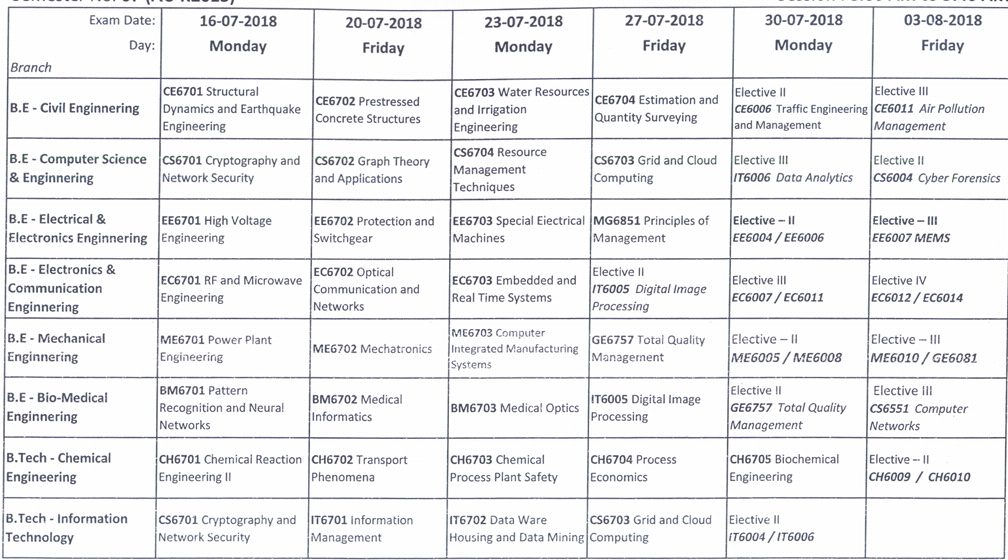 Exam Date: 16-07-2018 20-07-2018 23-07-2018 27-07-2018 30-07-2018 03-08-2018
Day: Monday Friday Monday Friday Monday Friday
Branch
B.E - Civil Enginnering
CE6701 Structural
Dynamics and Earthquake
Engineering
CE6702 Prestressed
Concrete Structures
CE6703 Water Resources
and Irrigation
Engineering
CE6704 Estimation and
Quantity Surveying
Elective II
CE6006 Traffic Engineering
and Management
Elective III
CE6011 Air Pollution
Management
B.E - Computer Science
& Enginnering
CS6701 Cryptography and
Network Security
CS6702 Graph Theory
and Applications
CS6704 Resource
Management
Techniques
CS6703 Grid and Cloud
Computing
Elective III
IT6006 Data Analytics
Elective II
CS6004 Cyber Forensics
B.E - Electrical &
Electronics Enginnering
EE6701 High Voltage
Engineering
EE6702 Protection and
Switchgear
EE6703 Special Electrical
Machines
MG6851 Principles of
Management
Elective – II
EE6004 / EE6006
Elective – III
EE6007 MEMS
B.E - Electronics &
Communication
Enginnering
EC6701 RF and Microwave
Engineering
EC6702 Optical
Communication and
Networks
EC6703 Embedded and
Real Time Systems
Elective II
IT6005 Digital Image
Processing
Elective iII
EC6007 / EC6011
Elective IV
EC6012 / EC6014
B.E - Mechanical
Enginnering
ME6701 Power Plant
Engineering
ME6702 Mechatronics
ME6703 Computer
Integrated Manufacturing
Systems
GE6757 Total Quality
Management
Elective – II
ME6005 / ME6008
Elective – III
ME6010 / GE6081
B.E - Bio-Medical
Enginnering
BM6701 Pattern
Recognition and Neural
Networks
BM6702 Medical
Informatics
BM6703 Medical Optics
IT6005 Digital Image
Processing
Elective II
GE6757 Total Quality
Management
Elective III
CS6551 Computer
Networks
B.Tech - Chemical
Engineering
CH6701 Chemical Reaction
Engineering II
CH6702 Transport
Phenomena
CH6703 Chemical
Process Plant Safety
CH6704 Process
Economics
CH6705 Biochemical
Engineering
Elective – II
CH6009 / CH6010
B.Tech - Information
Technology
CS6701 Cryptography and
Network Security
IT6701 Information
Management
IT6702 Data Ware
Housing and Data Mining
CS6703 Grid and Cloud
Computing
Elective II
IT6004 / IT6006